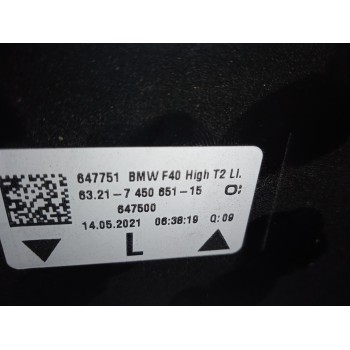 647751 BMW F40 High T2 LI.
63.21-7 450 651-15 O:
647500
14.05.2021 06:38:19 Q:09
L